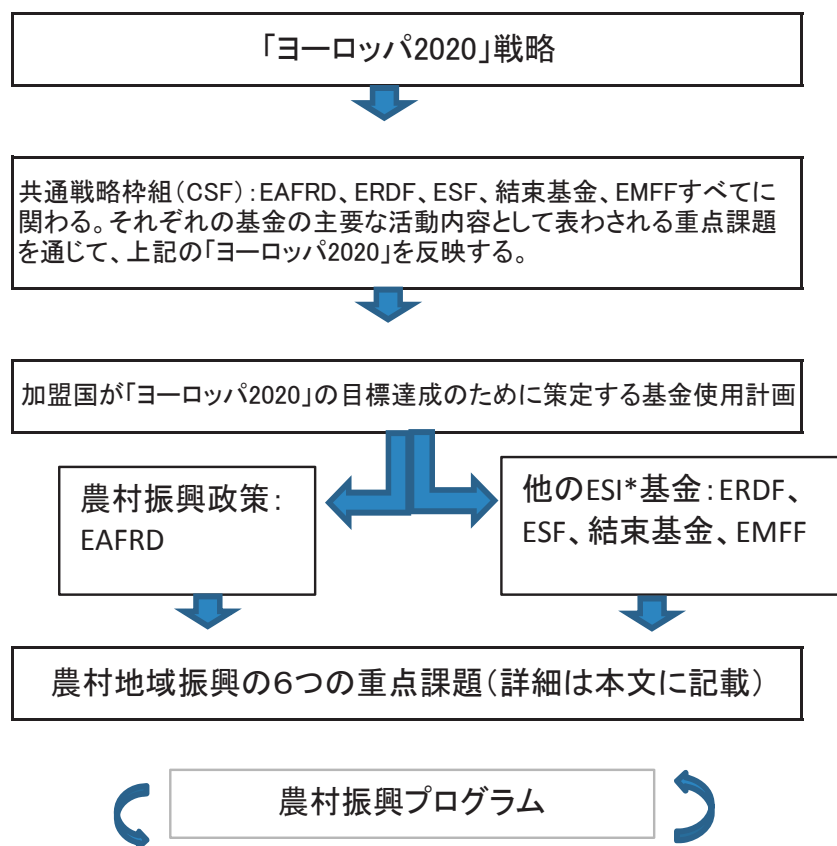 「ヨーロッパ2020」戦略
共通戦略枠組(CSF):EAFRD、ERDF、ESF、結束基金、EMFFすべてに
関わる。それぞれの基金の主要な活動内容として表わされる重点課題
を通じて、上記の「ヨーロッパ2020」を反映する。
加盟国が「ヨーロッパ2020」の目標達成のために策定する基金使用計画
農村振興政策:
EAFRD
他のESI*基金:ERDF、
ESF、結束基金、EMFF
農村地域振興の6つの重点課題(詳細は本文に記載)
農村振興プログラム